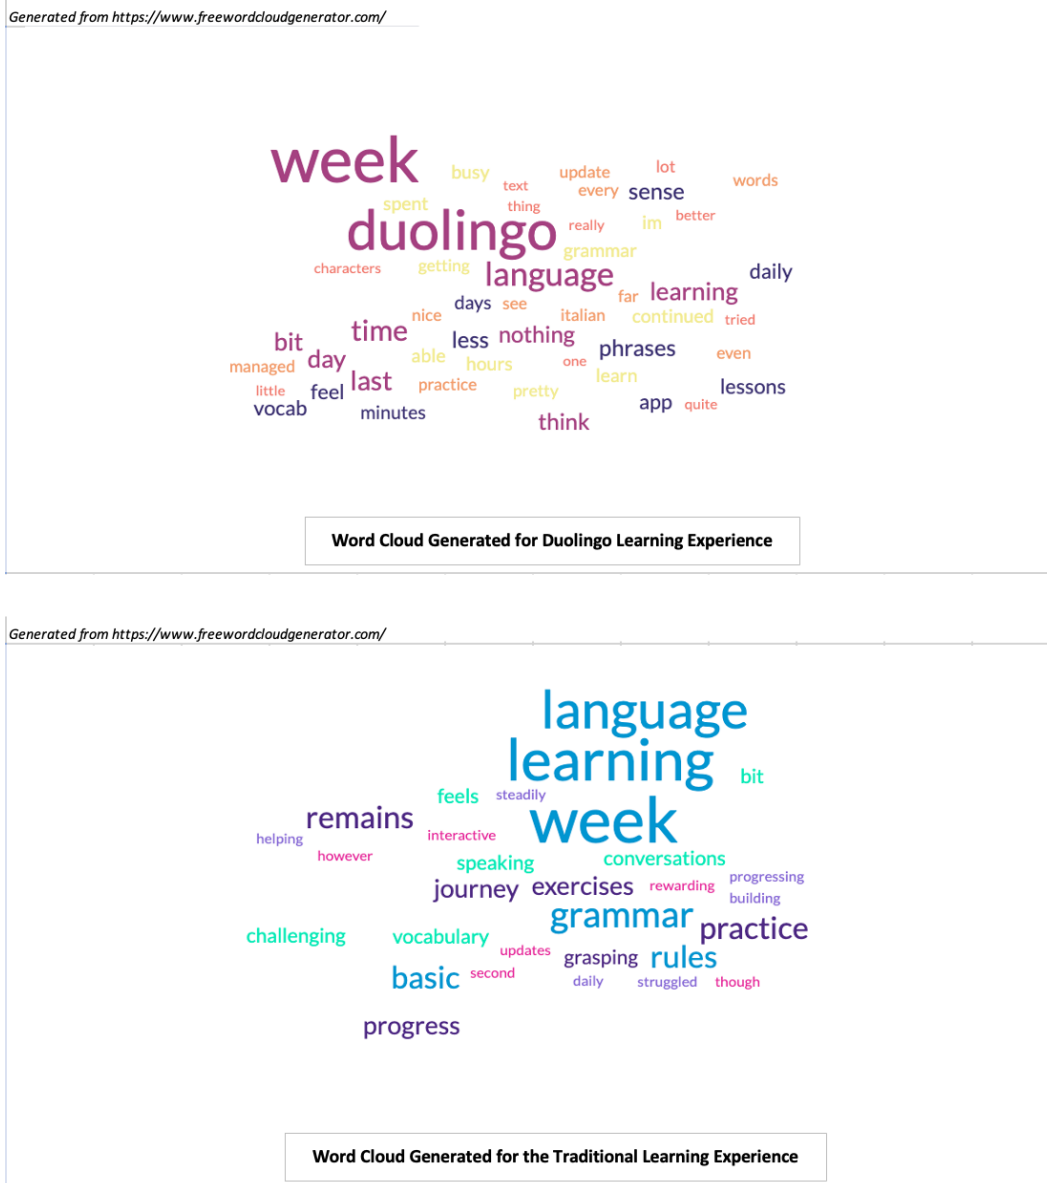 Generated from https://www.freewordcloudgenerator.com/
week busy update lot
text every sense words
spent thing really im better
duolingo grammar
characters getting language daily
days see far learning
nice italian continued tried
bit time less nothing phrases even
managed day able hours one learn
little feel last practice pretty lessons
vocab minutes app quite
think
Word Cloud Generated for Duolingo Learning Experience
Generated from https://www.freewordcloudgenerator.com/
language
learning bit
feels steadily
remains week
helping interactive
however speaking conversations
journey exercises rewarding progressing
building
grammar practice
challenging vocabulary
updates grasping rules
basic second daily struggled though
progress
Word Cloud Generated for the Traditional Learning Experience